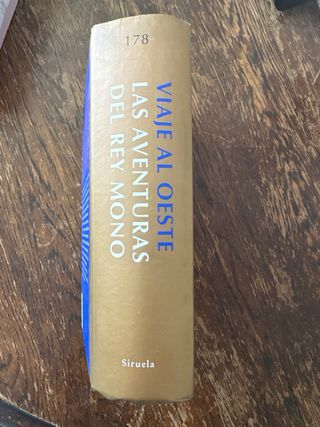 178
VIAJE AL OESTE
LAS AVENTURAS
DEL REY MONO
Siruela